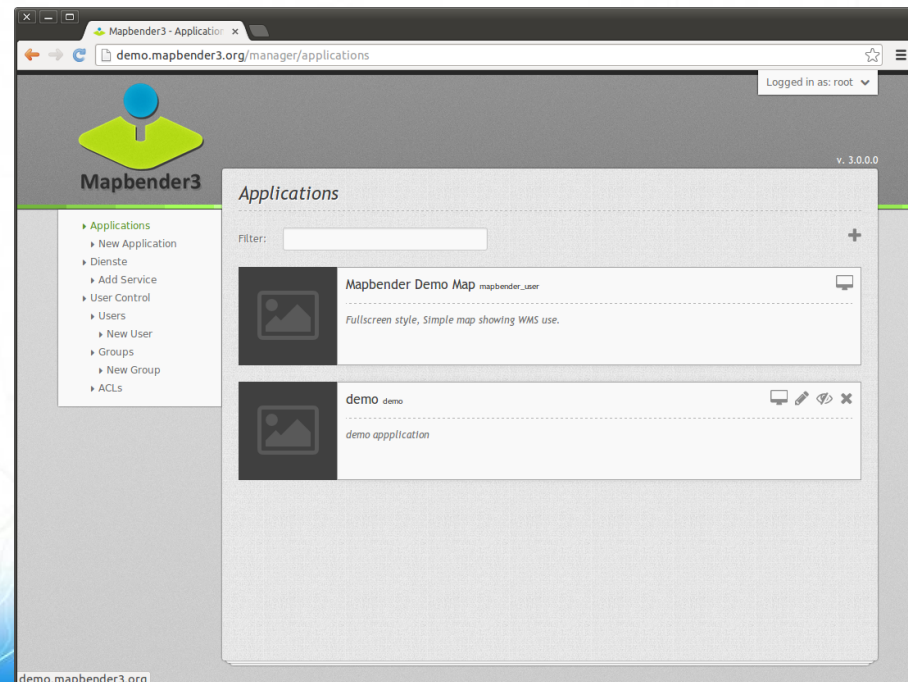 Mapbender3 - Application
demo.mapbender3.org/manager/applications
Logged in as: root
v. 3.0.0.0
Mapbender3
Applications
Applications
New Application
Dienste
Add Service
User Control
Users
New User
Groups
New Group
ACLs
Filter:
Mapbender Demo Map mapbender_user
Fullscreen style, Simple map showing WMS use.
demo demo
demo appplication
demo.mapbender3.org